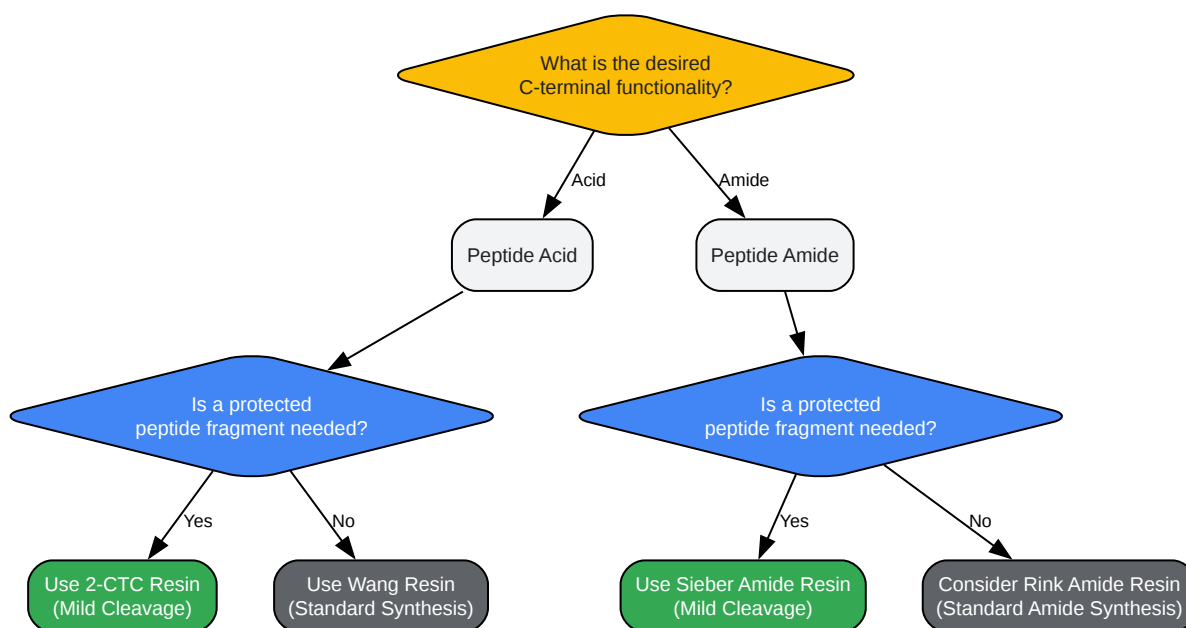 What is the desired
C-terminal functionality?
Acid
Amide
Peptide Acid
Peptide Amide
Is a protected
peptide fragment needed?
Is a protected
peptide fragment needed?
Yes
No
Yes
No
Use 2-CTC Resin
(Mild Cleavage)
Use Wang Resin
(Standard Synthesis)
Use Sieber Amide Resin
(Mild Cleavage)
Consider Rink Amide Resin
(Standard Amide Synthesis)